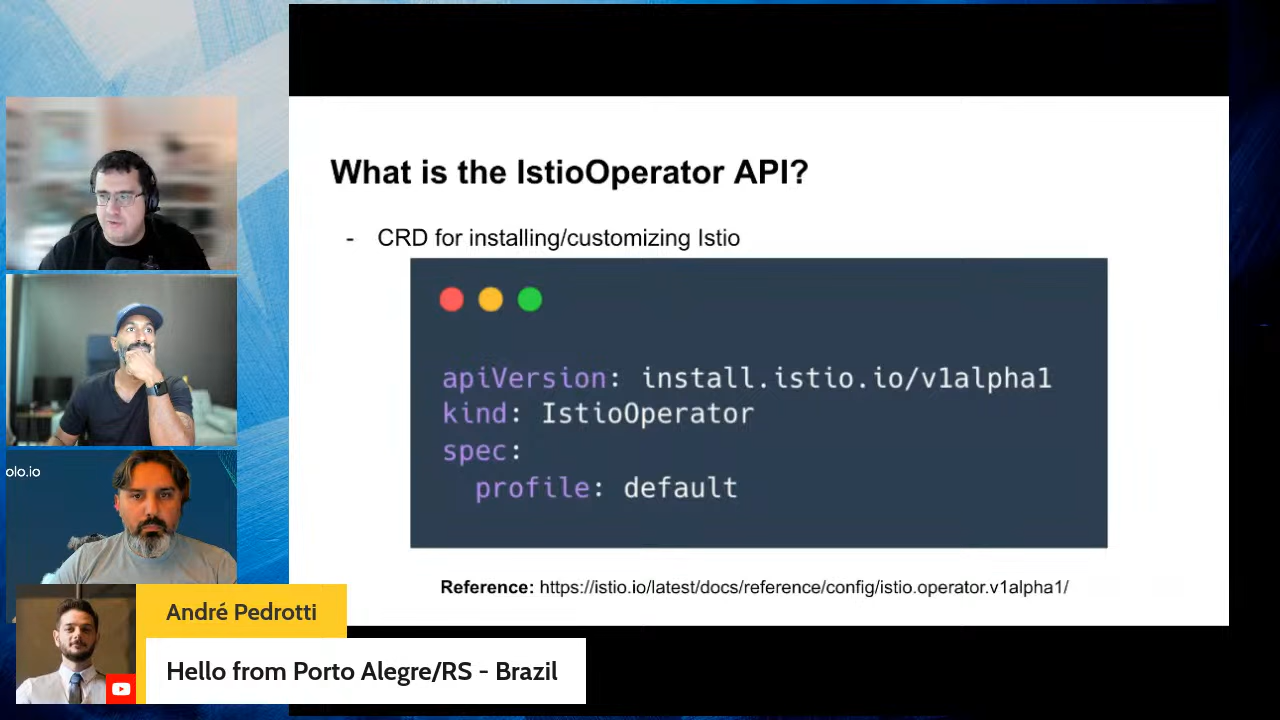 What is the IstioOperator API?
- CRD for installing/customizing Istio
apiVersion: install.istio.io/v1alpha1
kind: IstioOperator
spec:
  profile: default
Reference: https://istio.io/latest/docs/reference/config/istio.operator.v1alpha1/
olo.io
André Pedrotti
Hello from Porto Alegre/RS - Brazil